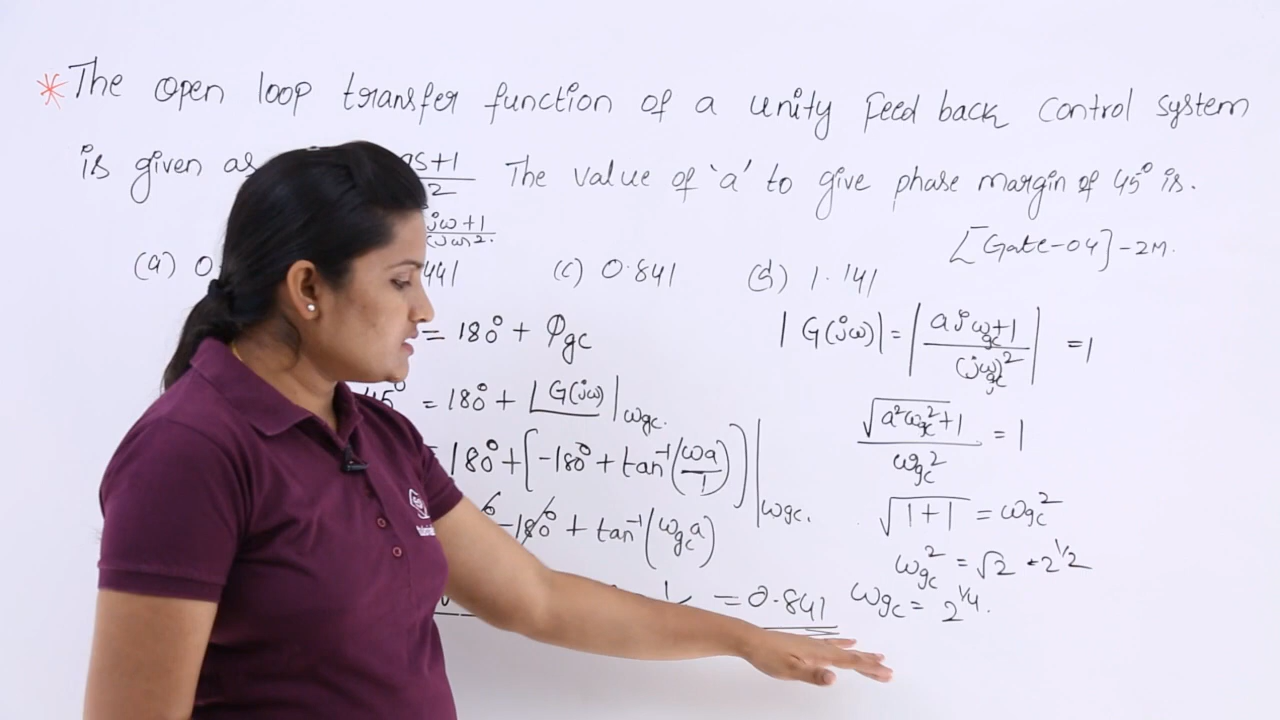 * The open loop transfer function of a unity Feed back Control system
is given as as+1 / 2 The value of 'a' to give phase margin of 45° is.
jω+1 / (jω)2.
[Gate-04]-2M.
(a) 0. 441 (c) 0.841 (d) 1.141
= 180° + φgc
45° = 180° + ∠G(jω)|ωgc.
= 180° + [-180° + tan⁻¹(ωa/1)]|ωgc.
-180° + tan⁻¹(ωgc a)
= 0.841
|G(jω)| = |ajωgc+1 / (jωgc)²| = 1
√a²ωgc²+1 / ωgc² = 1
√1+1 = ωgc²
ωgc² = √2 = 2^1/2
ωgc = 2^1/4.